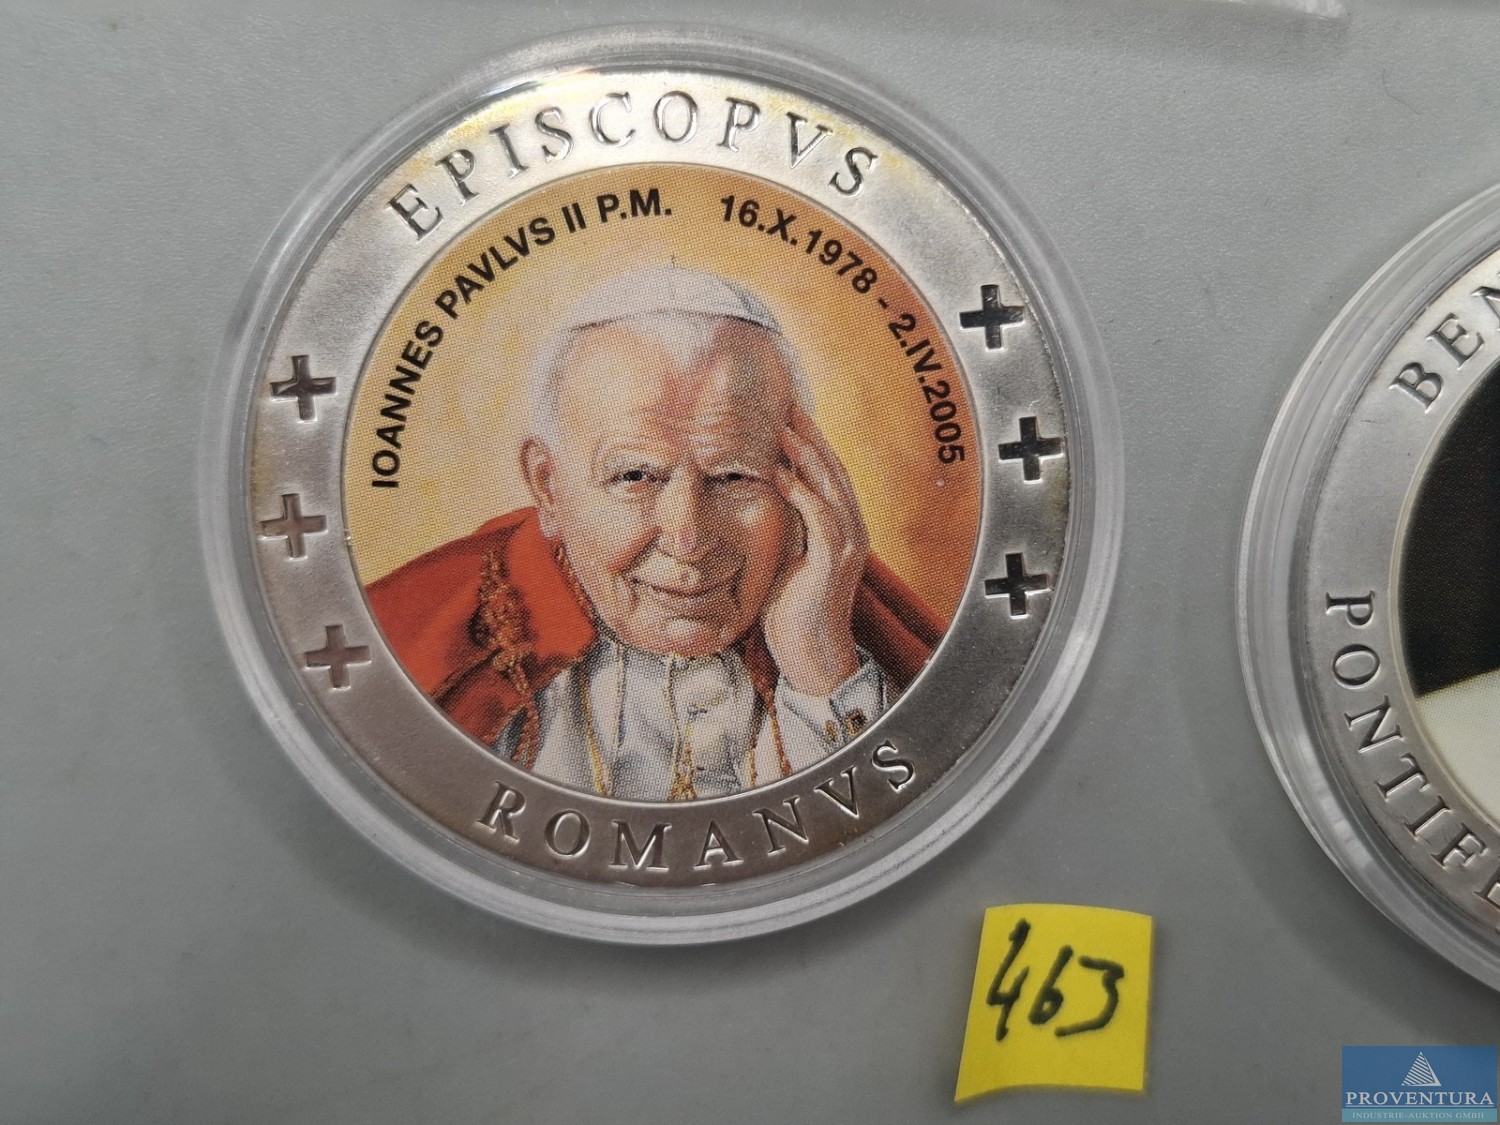 EPISCOPVS
IOANNES PAVLVS II P.M. 16.X.1978 - 2.IV.2005
ROMANVS
BEN
PONTIFE
463
PROVENTURA
INDUSTRIE-AUKTION GMBH